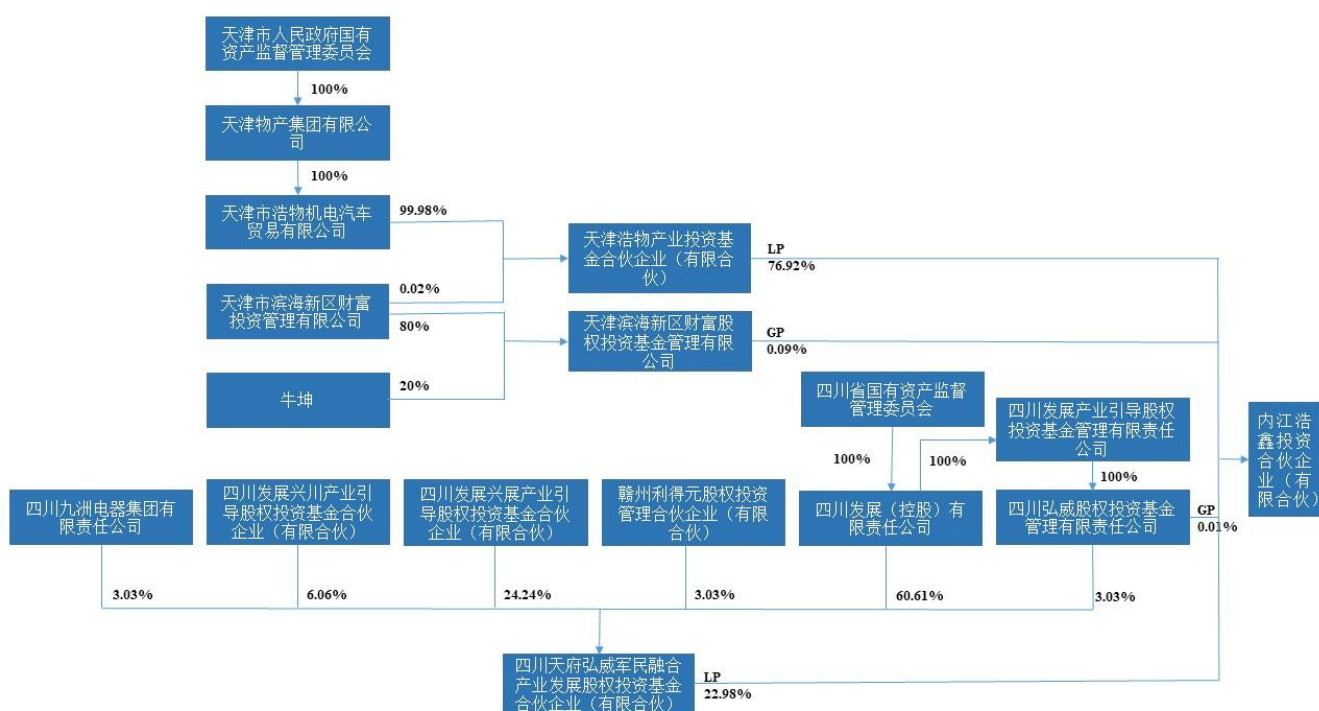 天津市人民政府国有
资产监督管理委员会
100%
天津物产集团有限公
司
100%
天津市浩物机电汽车
贸易有限公司
99.98%
天津浩物产业投资基
金合伙企业（有限合
伙）
LP
76.92%
天津市滨海新区财富
投资管理有限公司
0.02%
80%
天津滨海新区财富股
权投资基金管理有限
公司
GP
0.09%
牛坤
20%
四川省国有资产监督
管理委员会
四川发展产业引导股权
投资基金管理有限责任
公司
内江浩
鑫投资
合伙企
业（有
限合伙）
100%
100%
100%
四川九洲电器集团有
限责任公司
四川发展兴川产业引
导股权投资基金合伙
企业（有限合伙）
四川发展兴展产业引
导股权投资基金合伙
企业（有限合伙）
赣州利得元股权投资
管理合伙企业（有限
合伙）
四川发展（控股）有
限责任公司
四川弘威股权投资基金
管理有限责任公司
GP
0.01%
3.03%
6.06%
24.24%
3.03%
60.61%
3.03%
四川天府弘威军民融合
产业发展股权投资基金
合伙企业（有限合伙）
LP
22.98%